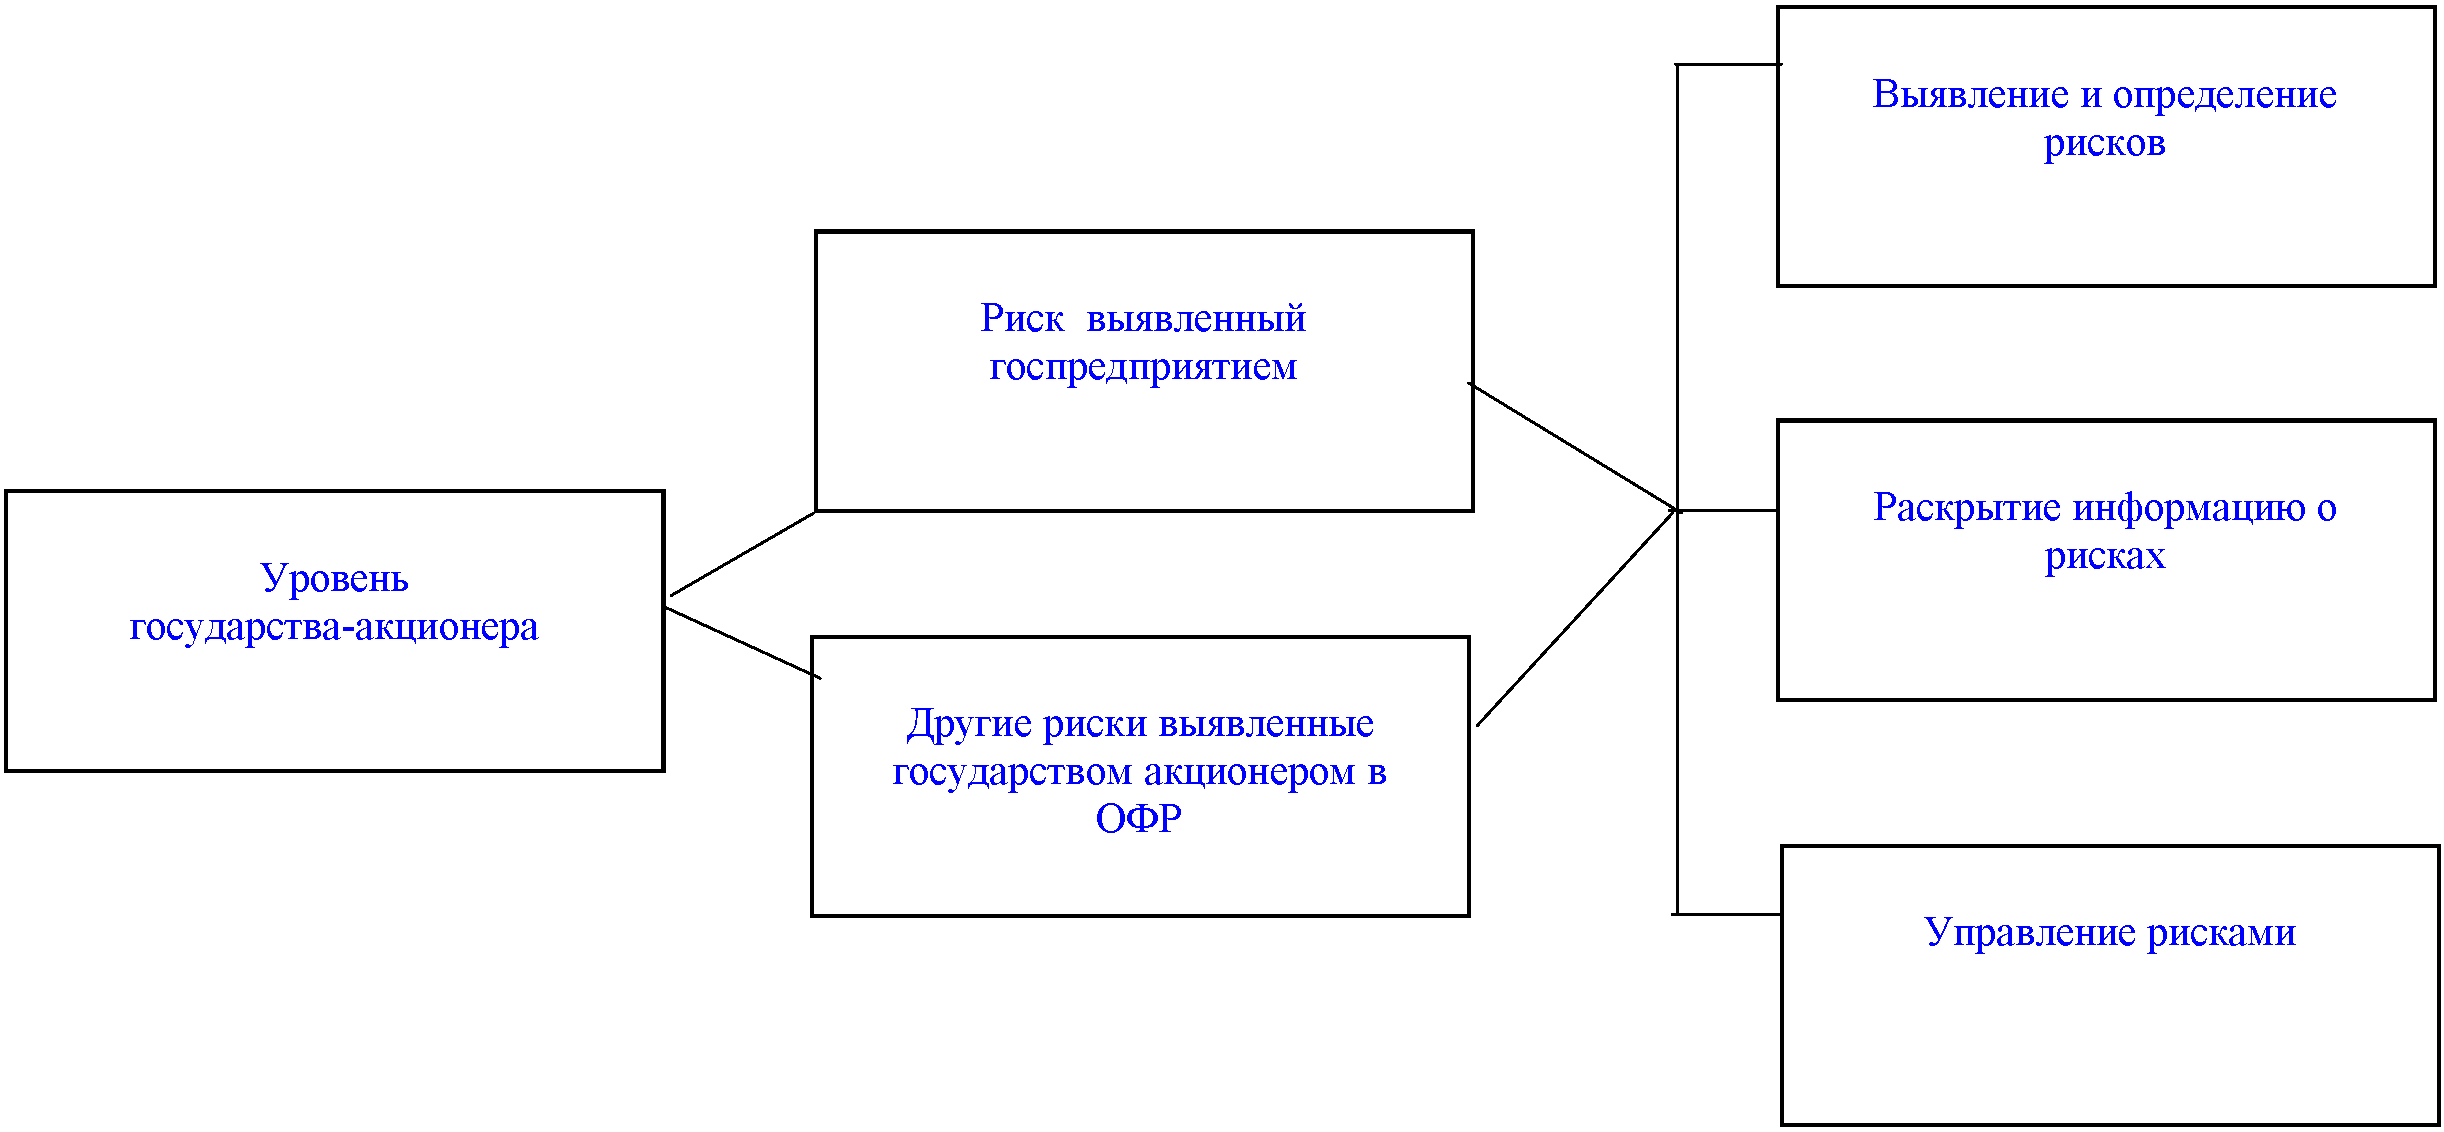 Уровень
государства-акционера
Риск  выявленный
госпредприятием
Другие риски выявленные
государством акционером в
ОФР
Выявление и определение
рисков
Раскрытие информацию о
рисках
Управление рисками